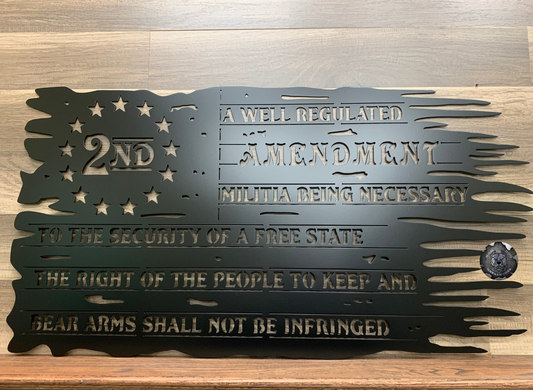 A WELL REGULATED
2ND AMENDMENT
MILITIA BEING NECESSARY
TO THE SECURITY OF A FREE STATE
THE RIGHT OF THE PEOPLE TO KEEP AND
BEAR ARMS SHALL NOT BE INFRINGED